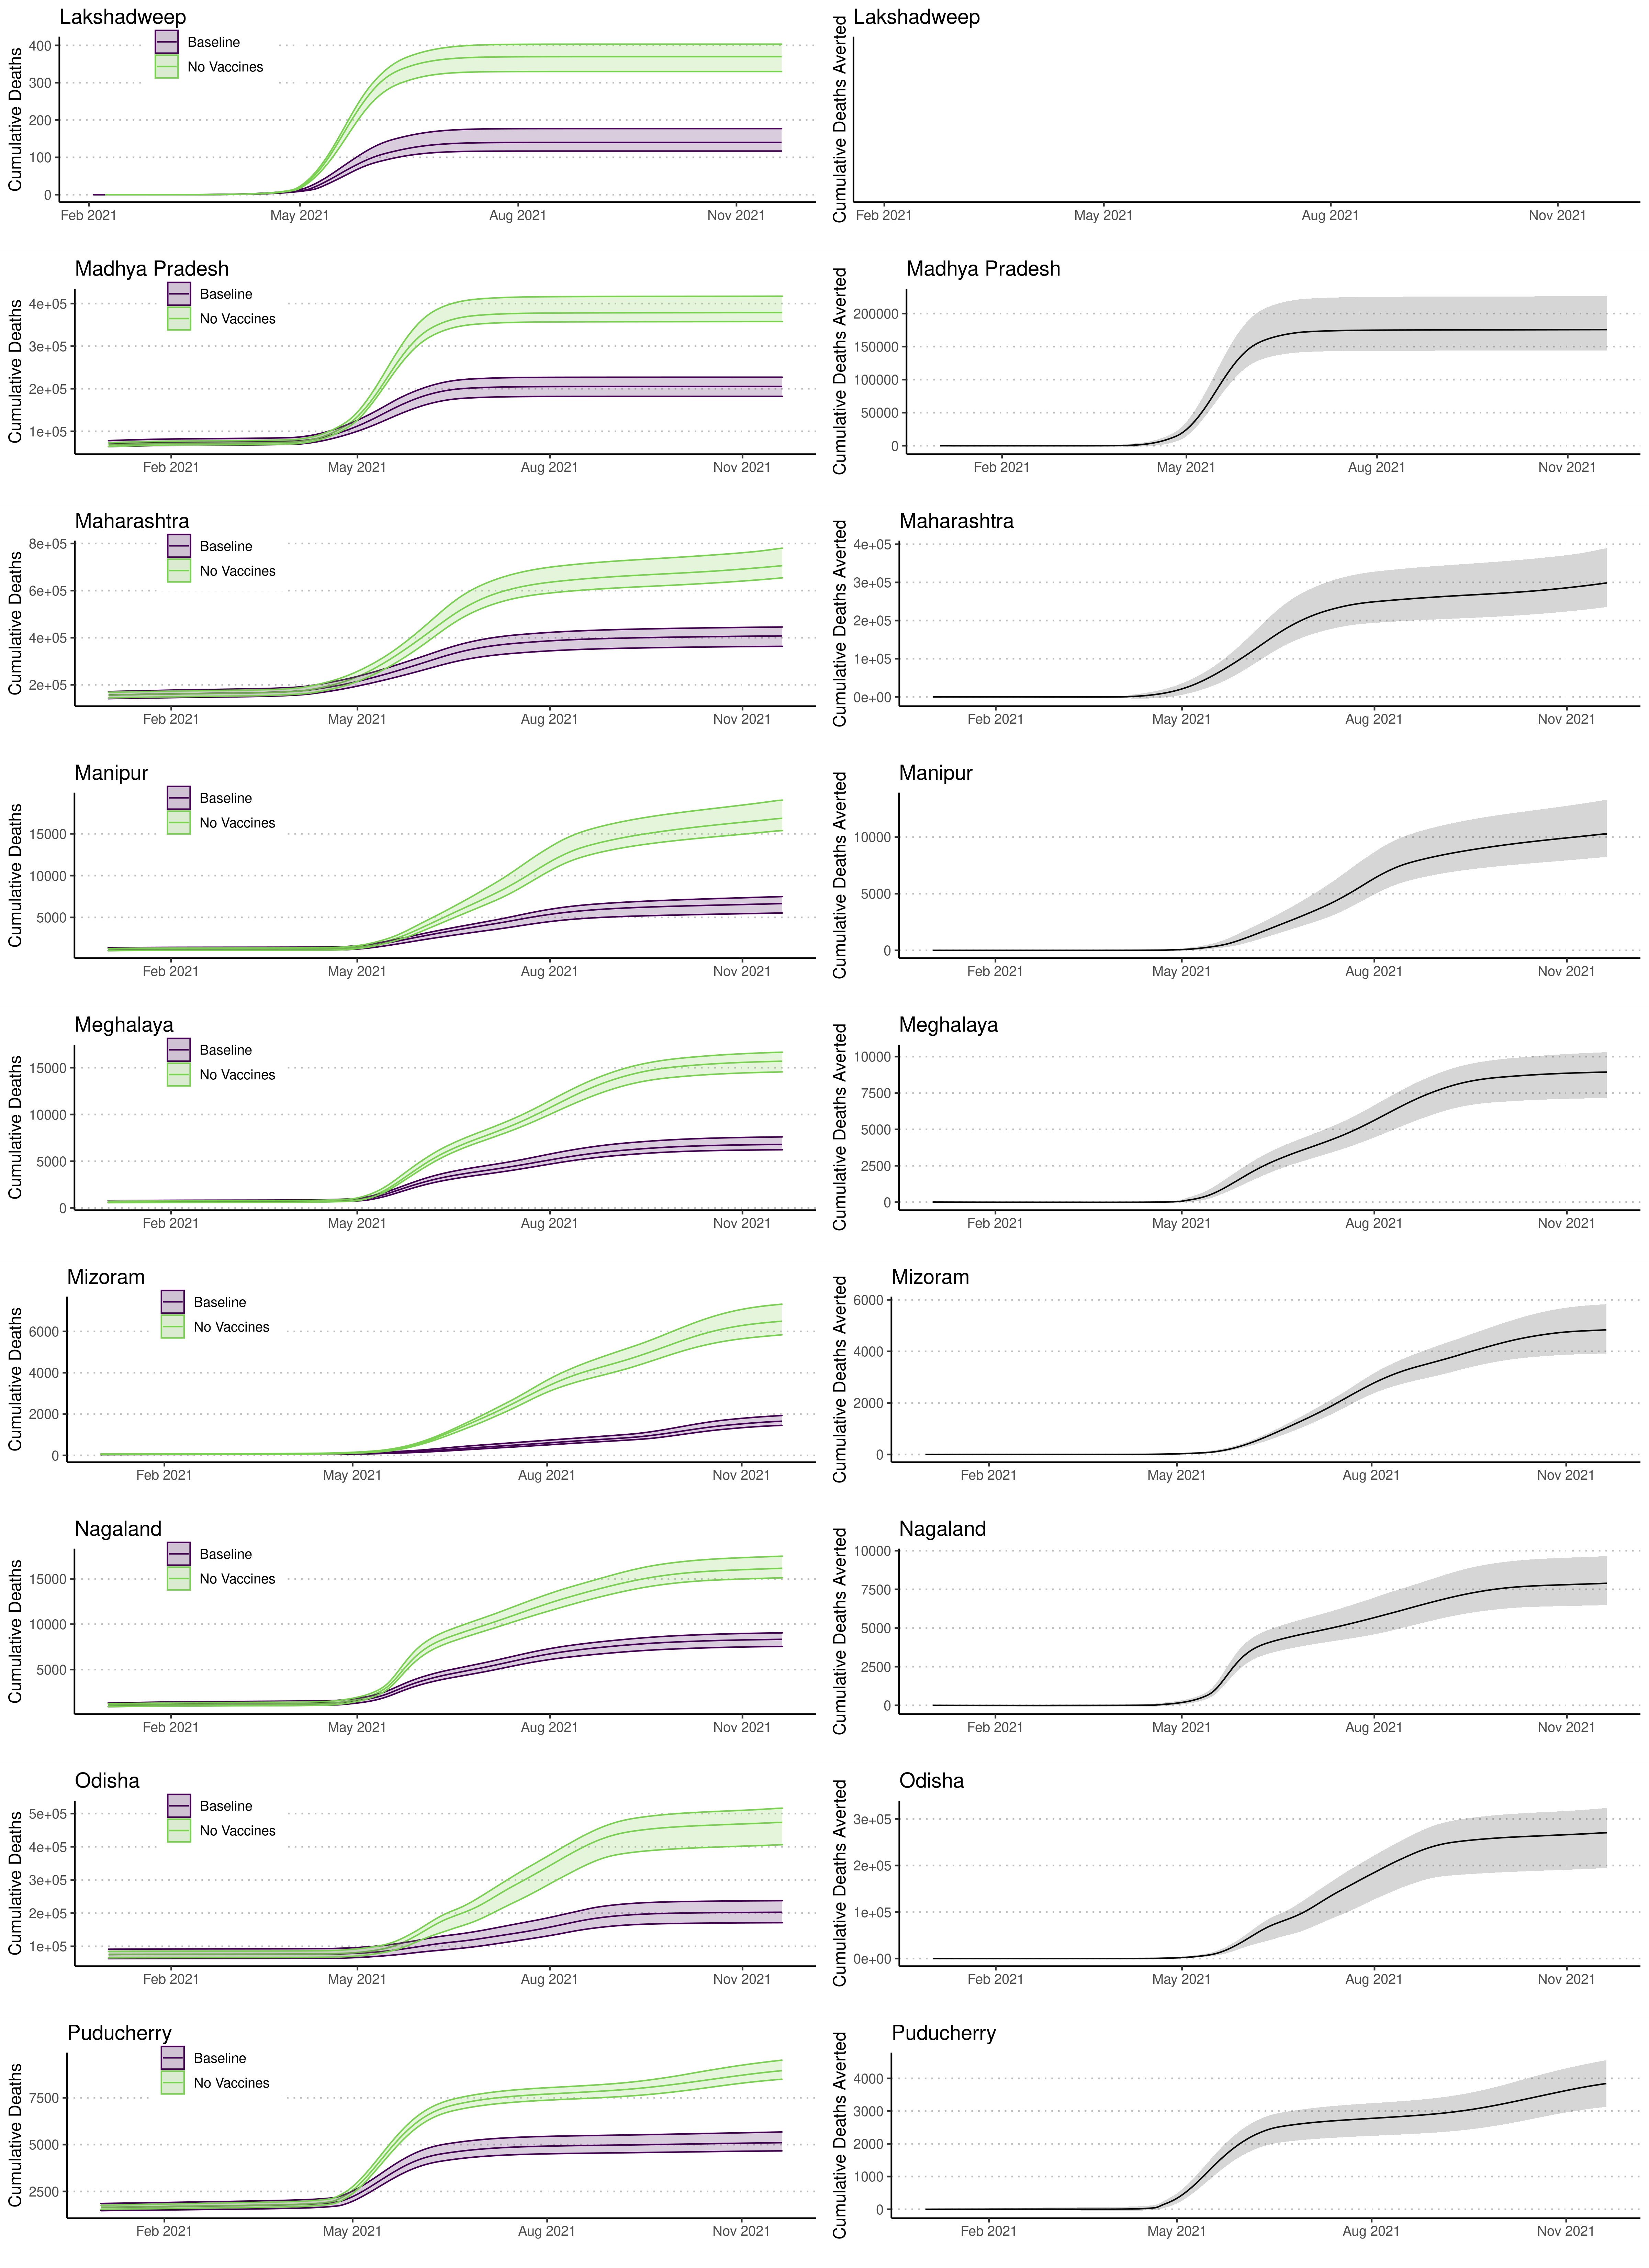 Lakshadweep
Baseline
No Vaccines
Cumulative Deaths
400
300
200
100
0
Feb 2021 May 2021 Aug 2021 Nov 2021
Lakshadweep
Cumulative Deaths Averted
Feb 2021 May 2021 Aug 2021 Nov 2021
Madhya Pradesh
Baseline
No Vaccines
Cumulative Deaths
4e+05
3e+05
2e+05
1e+05
Feb 2021 May 2021 Aug 2021 Nov 2021
Madhya Pradesh
Cumulative Deaths Averted
200000
150000
100000
50000
0
Feb 2021 May 2021 Aug 2021 Nov 2021
Maharashtra
Baseline
No Vaccines
Cumulative Deaths
8e+05
6e+05
4e+05
2e+05
Feb 2021 May 2021 Aug 2021 Nov 2021
Maharashtra
Cumulative Deaths Averted
4e+05
3e+05
2e+05
1e+05
0e+00
Feb 2021 May 2021 Aug 2021 Nov 2021
Manipur
Baseline
No Vaccines
Cumulative Deaths
15000
10000
5000
Feb 2021 May 2021 Aug 2021 Nov 2021
Manipur
Cumulative Deaths Averted
10000
5000
0
Feb 2021 May 2021 Aug 2021 Nov 2021
Meghalaya
Baseline
No Vaccines
Cumulative Deaths
15000
10000
5000
0
Feb 2021 May 2021 Aug 2021 Nov 2021
Meghalaya
Cumulative Deaths Averted
10000
7500
5000
2500
0
Feb 2021 May 2021 Aug 2021 Nov 2021
Mizoram
Baseline
No Vaccines
Cumulative Deaths
6000
4000
2000
0
Feb 2021 May 2021 Aug 2021 Nov 2021
Mizoram
Cumulative Deaths Averted
6000
4000
2000
0
Feb 2021 May 2021 Aug 2021 Nov 2021
Nagaland
Baseline
No Vaccines
Cumulative Deaths
15000
10000
5000
Feb 2021 May 2021 Aug 2021 Nov 2021
Nagaland
Cumulative Deaths Averted
10000
7500
5000
2500
0
Feb 2021 May 2021 Aug 2021 Nov 2021
Odisha
Baseline
No Vaccines
Cumulative Deaths
5e+05
4e+05
3e+05
2e+05
1e+05
Feb 2021 May 2021 Aug 2021 Nov 2021
Odisha
Cumulative Deaths Averted
3e+05
2e+05
1e+05
0e+00
Feb 2021 May 2021 Aug 2021 Nov 2021
Puducherry
Baseline
No Vaccines
Cumulative Deaths
7500
5000
2500
Feb 2021 May 2021 Aug 2021 Nov 2021
Puducherry
Cumulative Deaths Averted
4000
3000
2000
1000
0
Feb 2021 May 2021 Aug 2021 Nov 2021